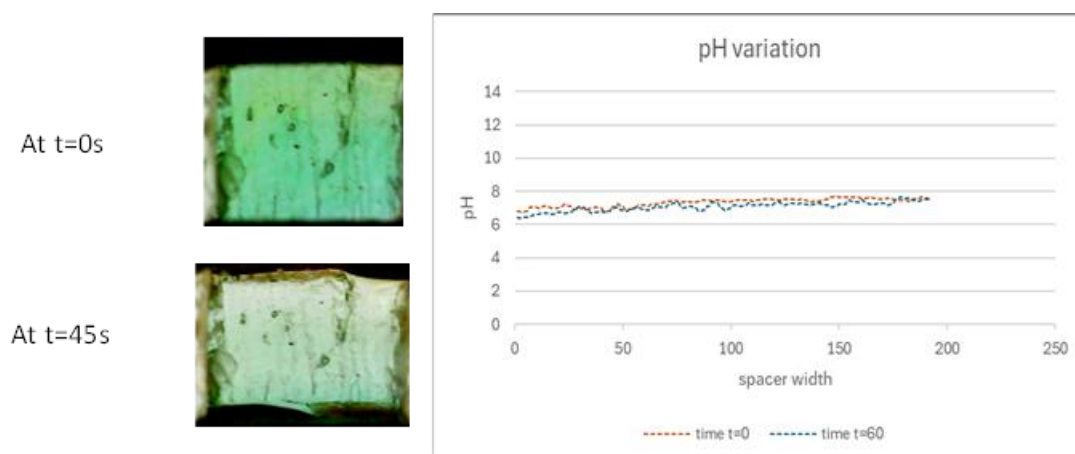 At t=0s
At t=45s
pH variation
pH
14
12
10
8
6
4
2
0
0 50 100 150 200 250
spacer width
time t=0 time t=60